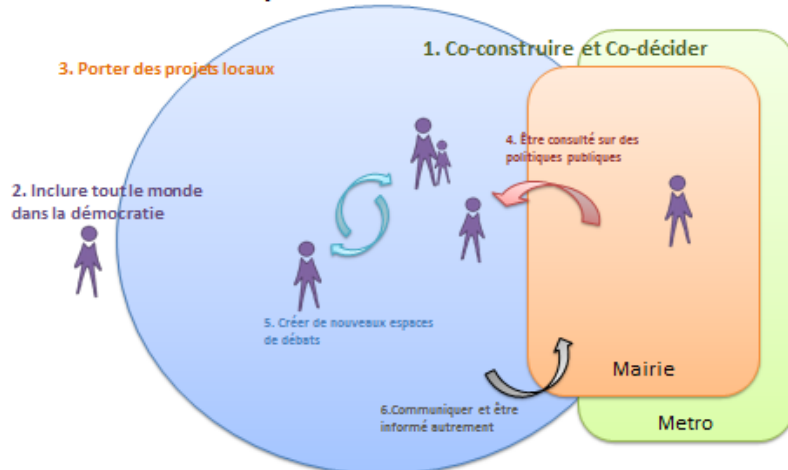 1. Co-construire et Co-décider
3. Porter des projets locaux
4. Être consulté sur des
politiques publiques
2. Inclure tout le monde
dans la démocratie
5. Créer de nouveaux espaces
de débats
Mairie
6.Communiquer et être
informé autrement
Metro